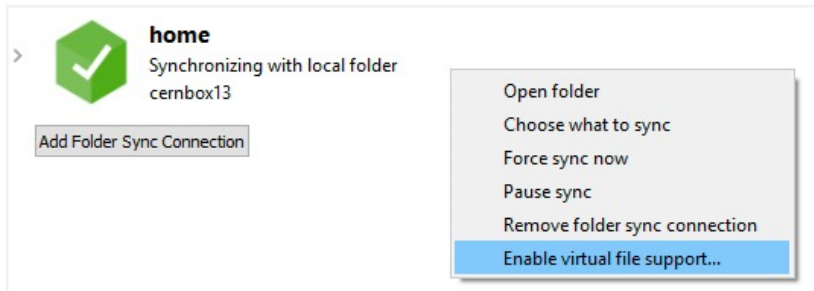 home
Synchronizing with local folder
cernbox13
Add Folder Sync Connection
Open folder
Choose what to sync
Force sync now
Pause sync
Remove folder sync connection
Enable virtual file support...